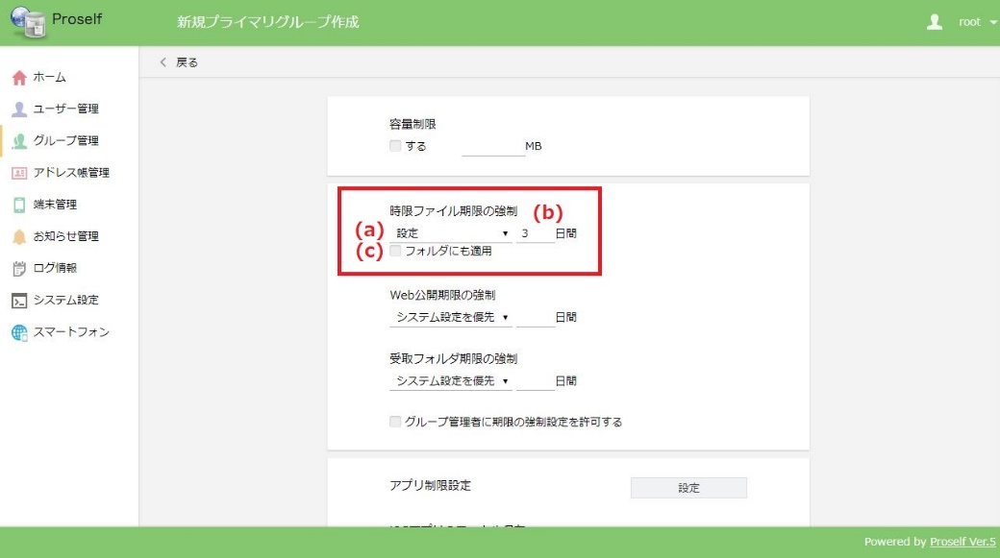 Proself
新規プライマリグループ作成
root
ホーム
ユーザー管理
グループ管理
アドレス帳管理
端末管理
お知らせ管理
ログ情報
システム設定
スマートフォン
戻る
容量制限
する MB
時限ファイル期限の強制 (b)
(a) 設定 3 日間
(c) フォルダにも適用
Web公開期限の強制
システム設定を優先 日間
受取フォルダ期限の強制
システム設定を優先 日間
グループ管理者に期限の強制設定を許可する
アプリ制限設定 設定
Powered by Proself Ver.5